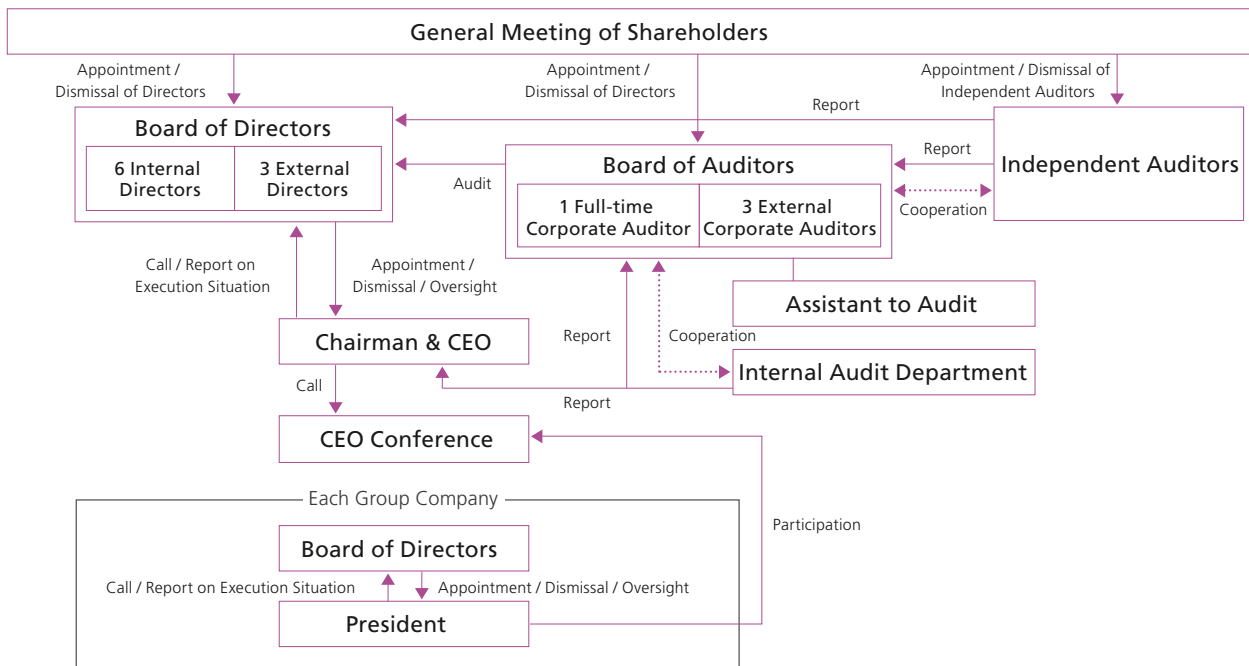 General Meeting of Shareholders
Appointment /
Dismissal of Directors
Appointment /
Dismissal of Directors
Appointment / Dismissal of
Independent Auditors
Report
Board of Directors
6 Internal
Directors
3 External
Directors
Audit
Board of Auditors
1 Full-time
Corporate Auditor
3 External
Corporate Auditors
Report
Cooperation
Independent Auditors
Call / Report on
Execution Situation
Appointment /
Dismissal / Oversight
Assistant to Audit
Chairman & CEO
Report
Cooperation
Internal Audit Department
Call
Report
CEO Conference
Each Group Company
Participation
Board of Directors
Call / Report on Execution Situation
Appointment / Dismissal / Oversight
President